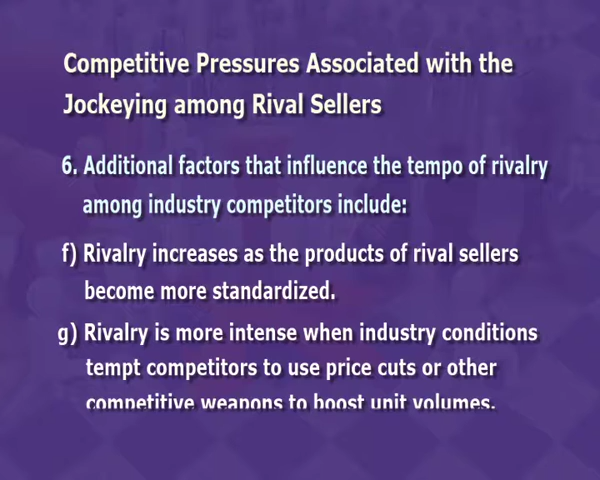 Competitive Pressures Associated with the
Jockeying among Rival Sellers
6. Additional factors that influence the tempo of rivalry
among industry competitors include:
f) Rivalry increases as the products of rival sellers
become more standardized.
g) Rivalry is more intense when industry conditions
tempt competitors to use price cuts or other
competitive weapons to boost unit volumes.